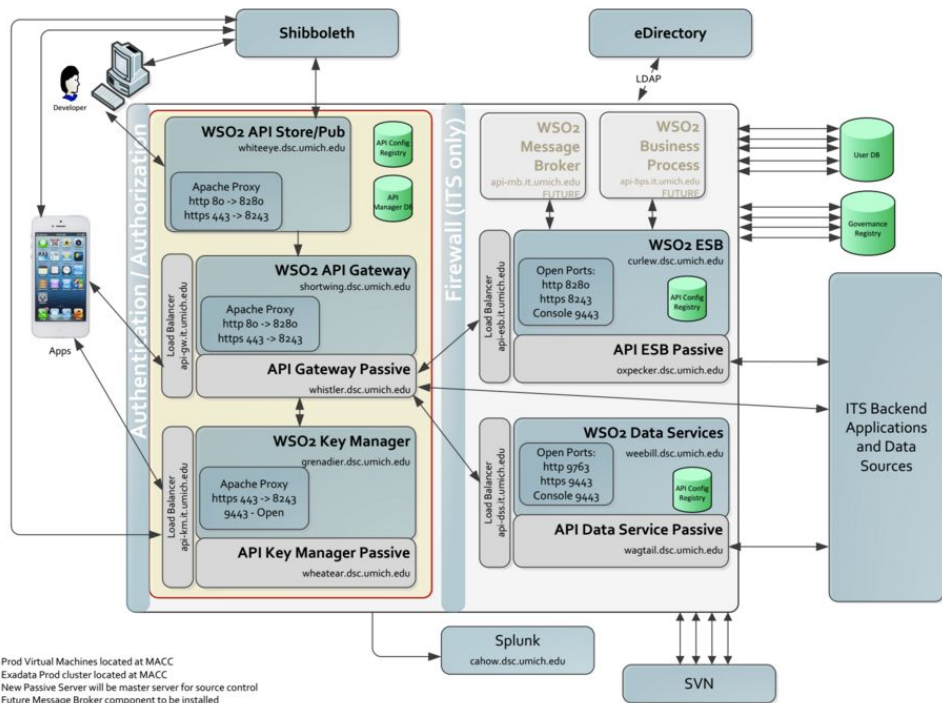 Shibboleth
eDirectory
LDAP
Developer
Authentication / Authorization
Firewall (ITS only)
WSO2 API Store/Pub
whiteeye.dsc.umich.edu
Apache Proxy
http 80 -> 8280
https 443 -> 8243
API Config
Registry
API
Manager DB
WSO2
Message
Broker
api-mb.it.umich.edu
FUTURE
WSO2
Business
Process
api-bps.it.umich.edu
FUTURE
User DB
Governance
Registry
Apps
Load Balancer
api-gw.it.umich.edu
WSO2 API Gateway
shortwing.dsc.umich.edu
Apache Proxy
http 80 -> 8280
https 443 -> 8243
API Gateway Passive
whistler.dsc.umich.edu
Load Balancer
api-esb.it.umich.edu
WSO2 ESB
curlew.dsc.umich.edu
Open Ports:
http 8280
https 8243
Console 9443
API Config
Registry
API ESB Passive
oxpecker.dsc.umich.edu
Load Balancer
api-km.it.umich.edu
WSO2 Key Manager
grenadier.dsc.umich.edu
Apache Proxy
https 443 -> 8243
9443 - Open
API Key Manager Passive
wheatear.dsc.umich.edu
Load Balancer
api-dss.it.umich.edu
WSO2 Data Services
weebill.dsc.umich.edu
Open Ports:
http 9763
https 9443
Console 9443
API Config
Registry
API Data Service Passive
wagtail.dsc.umich.edu
ITS Backend
Applications
and Data
Sources
Splunk
cahow.dsc.umich.edu
SVN
Prod Virtual Machines located at MACC
Exadata Prod cluster located at MACC
New Passive Server will be master server for source control
Future Message Broker component to be installed